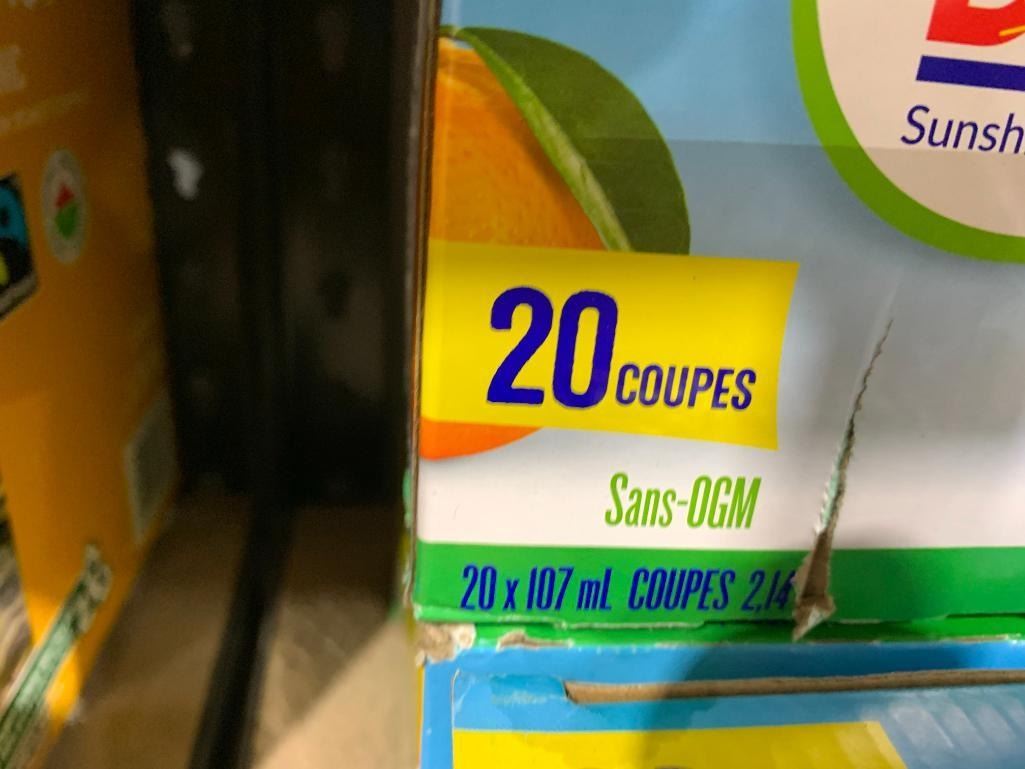 Sunsh
20 COUPES
Sans-OGM
20 x 107 mL COUPES 2,14